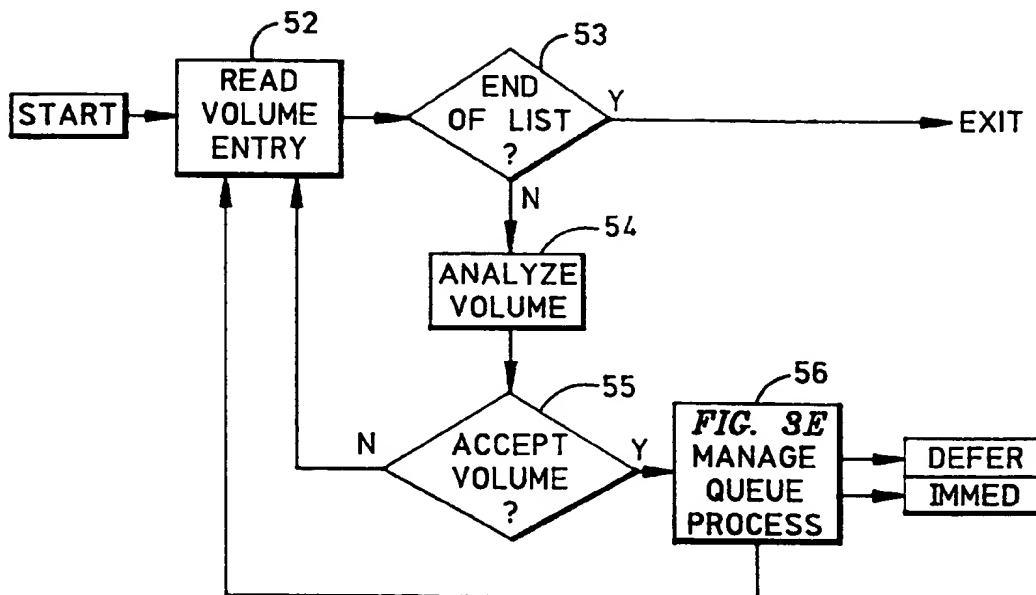 52
53
START
READ
VOLUME
ENTRY
END
OF LIST
?
Y
EXIT
N
54
ANALYZE
VOLUME
55
56
N
ACCEPT
VOLUME
?
Y
FIG. 3E
MANAGE
QUEUE
PROCESS
DEFER
IMMED